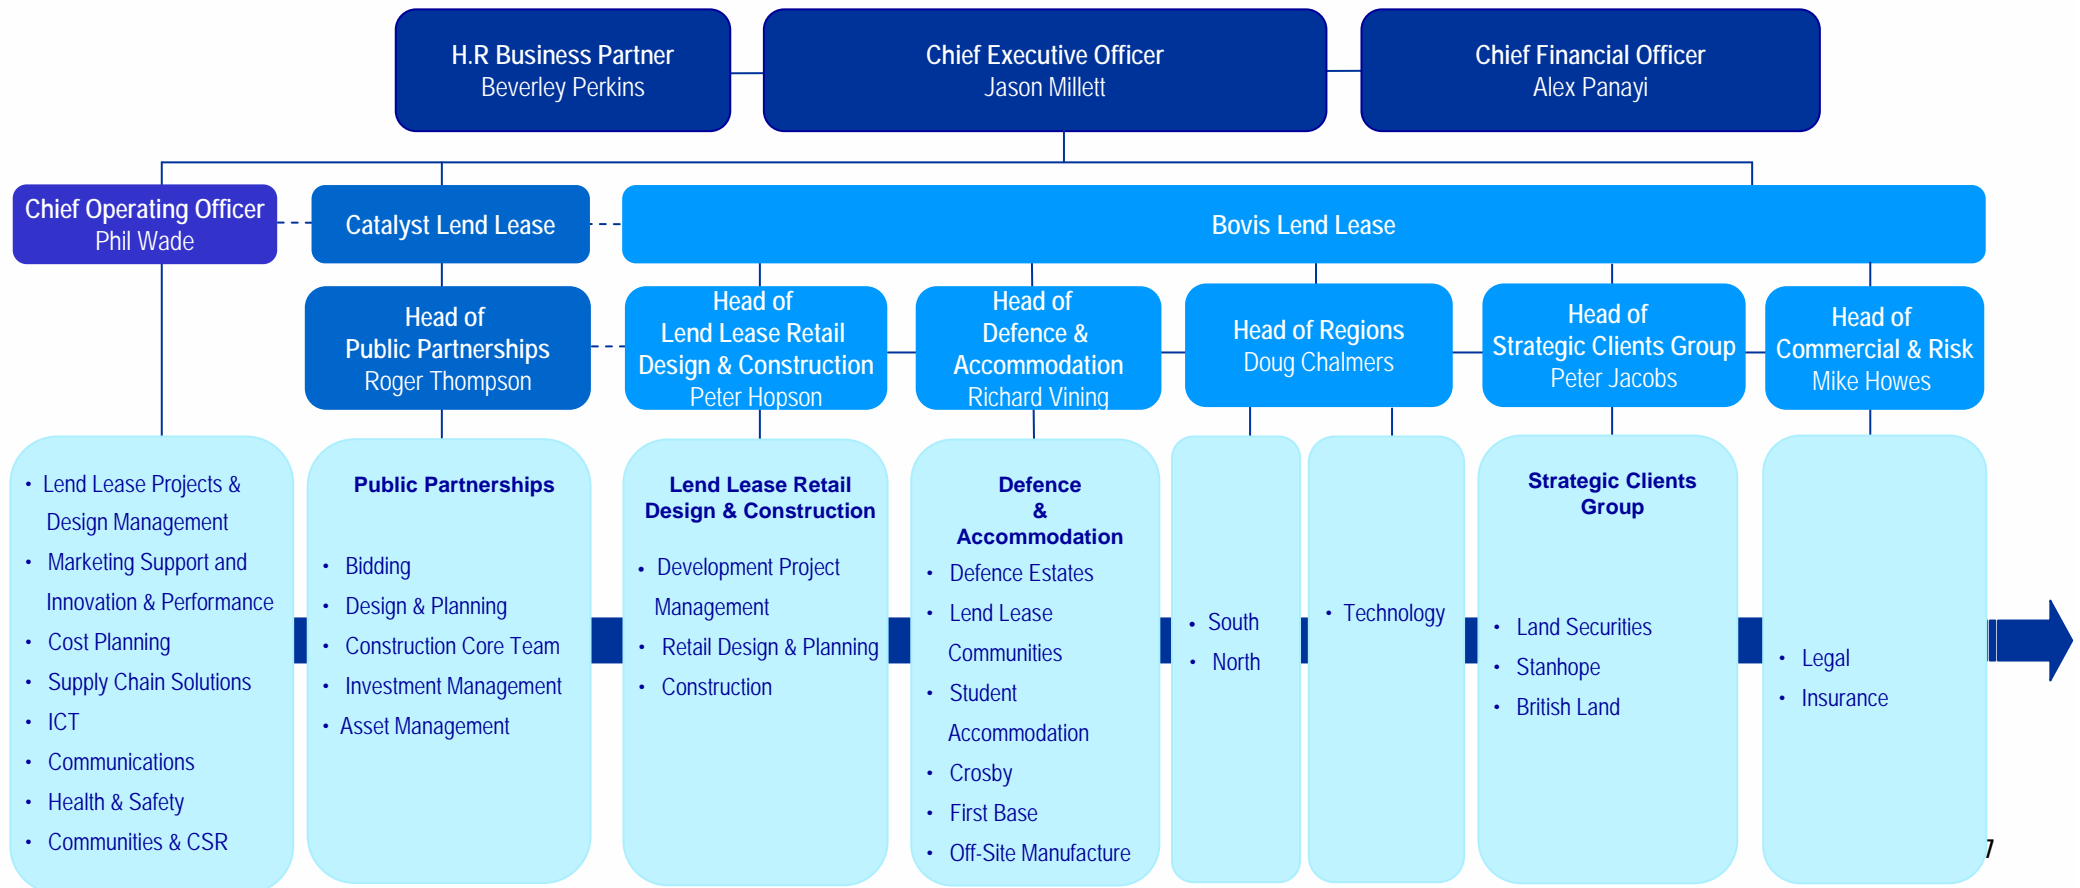 H.R Business Partner
Beverley Perkins
Chief Executive Officer
Jason Millett
Chief Financial Officer
Alex Panayi
Chief Operating Officer
Phil Wade
Catalyst Lend Lease
Bovis Lend Lease
Head of
Public Partnerships
Roger Thompson
Head of
Lend Lease Retail
Design & Construction
Peter Hopson
Head of
Defence &
Accommodation
Richard Vining
Head of Regions
Doug Chalmers
Head of
Strategic Clients Group
Peter Jacobs
Head of
Commercial & Risk
Mike Howes
• Lend Lease Projects &
Design Management
• Marketing Support and
Innovation & Performance
• Cost Planning
• Supply Chain Solutions
• ICT
• Communications
• Health & Safety
• Communities & CSR
Public Partnerships
• Bidding
• Design & Planning
• Construction Core Team
• Investment Management
• Asset Management
Lend Lease Retail
Design & Construction
• Development Project
Management
• Retail Design & Planning
• Construction
Defence
&
Accommodation
• Defence Estates
• Lend Lease
Communities
• Student
Accommodation
• Crosby
• First Base
• Off-Site Manufacture
• South
• North
• Technology
Strategic Clients
Group
• Land Securities
• Stanhope
• British Land
• Legal
• Insurance
7